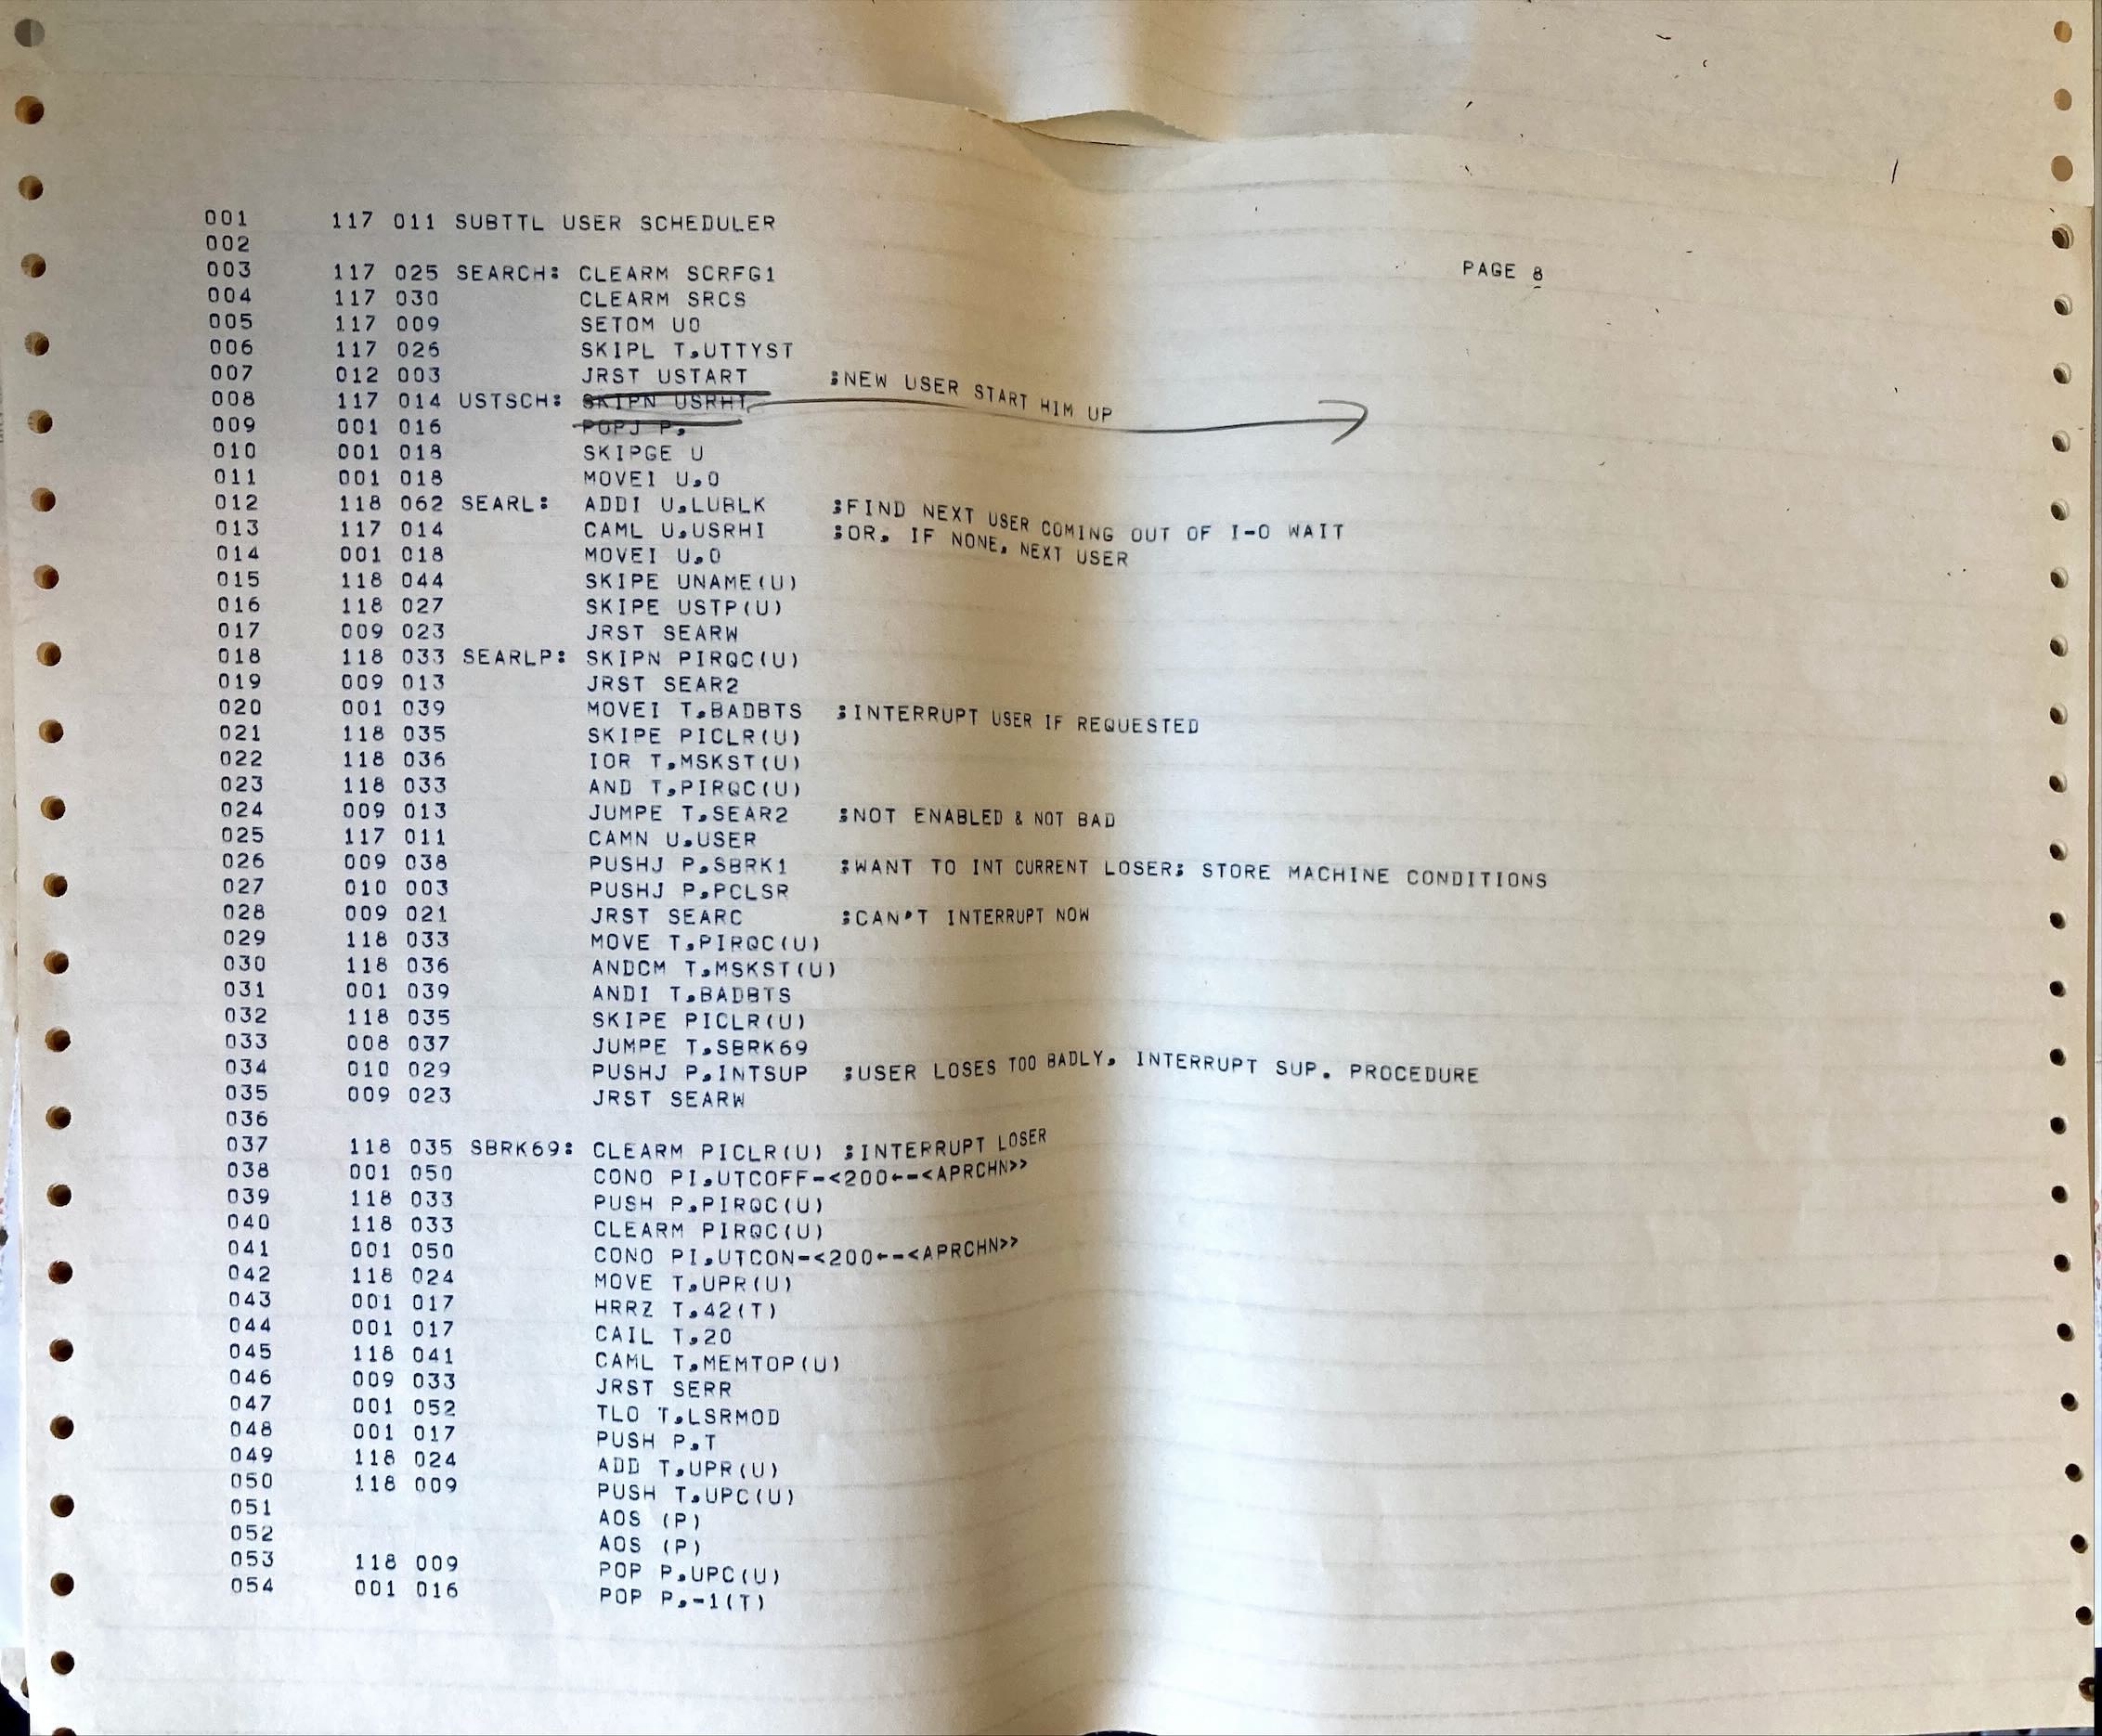 001 117 011 SUBTTL USER SCHEDULER
002
PAGE 8
003 117 025 SEARCH: CLEARM SCRFG1
004 117 030 CLEARM SRCS
005 117 009 SETOM UO
006 117 026 SKIPL T,UTTYST
007 012 003 JRST USTART ;NEW USER START HIM UP
008 117 014 USTSCH: SKIPN USRHI
009 001 016 POPJ P,
010 001 018 SKIPGE U
011 001 018 MOVEI U,0
012 118 062 SEARL: ADDI U,LUBLK ;FIND NEXT USER COMING OUT OF I-O WAIT
013 117 014 CAML U,USRHI ;OR, IF NONE, NEXT USER
014 001 018 MOVEI U,0
015 118 044 SKIPE UNAME(U)
016 118 027 SKIPE USTP(U)
017 009 023 JRST SEARW
018 118 033 SEARLP: SKIPN PIRQC(U)
019 009 013 JRST SEAR2
020 001 039 MOVEI T,BADBTS ;INTERRUPT USER IF REQUESTED
021 118 035 SKIPE PICLR(U)
022 118 036 IOR T,MSKST(U)
023 118 033 AND T,PIRQC(U)
024 009 013 JUMPE T,SEAR2 ;NOT ENABLED & NOT BAD
025 117 011 CAMN U,USER
026 009 038 PUSHJ P,SBRK1 ;WANT TO INT CURRENT LOSER; STORE MACHINE CONDITIONS
027 010 003 PUSHJ P,PCLSR
028 009 021 JRST SEARC ;CAN'T INTERRUPT NOW
029 118 033 MOVE T,PIRQC(U)
030 118 036 ANDCM T,MSKST(U)
031 001 039 ANDI T,BADBTS
032 118 035 SKIPE PICLR(U)
033 008 037 JUMPE T,SBRK69
034 010 029 PUSHJ P,INTSUP ;USER LOSES TOO BADLY, INTERRUPT SUP. PROCEDURE
035 009 023 JRST SEARW
036
037 118 035 SBRK69: CLEARM PICLR(U) ;INTERRUPT LOSER
038 001 050 CONO PI,UTCOFF-<200←-<APRCHN>>
039 118 033 PUSH P,PIRQC(U)
040 118 033 CLEARM PIRQC(U)
041 001 050 CONO PI,UTCON-<200←-<APRCHN>>
042 118 024 MOVE T,UPR(U)
043 001 017 HRRZ T,42(T)
044 001 017 CAIL T,20
045 118 041 CAML T,MEMTOP(U)
046 009 033 JRST SERR
047 001 052 TLO T,LSRMOD
048 001 017 PUSH P,T
049 118 024 ADD T,UPR(U)
050 118 009 PUSH T,UPC(U)
051 AOS (P)
052 AOS (P)
053 118 009 POP P,UPC(U)
054 001 016 POP P,-1(T)